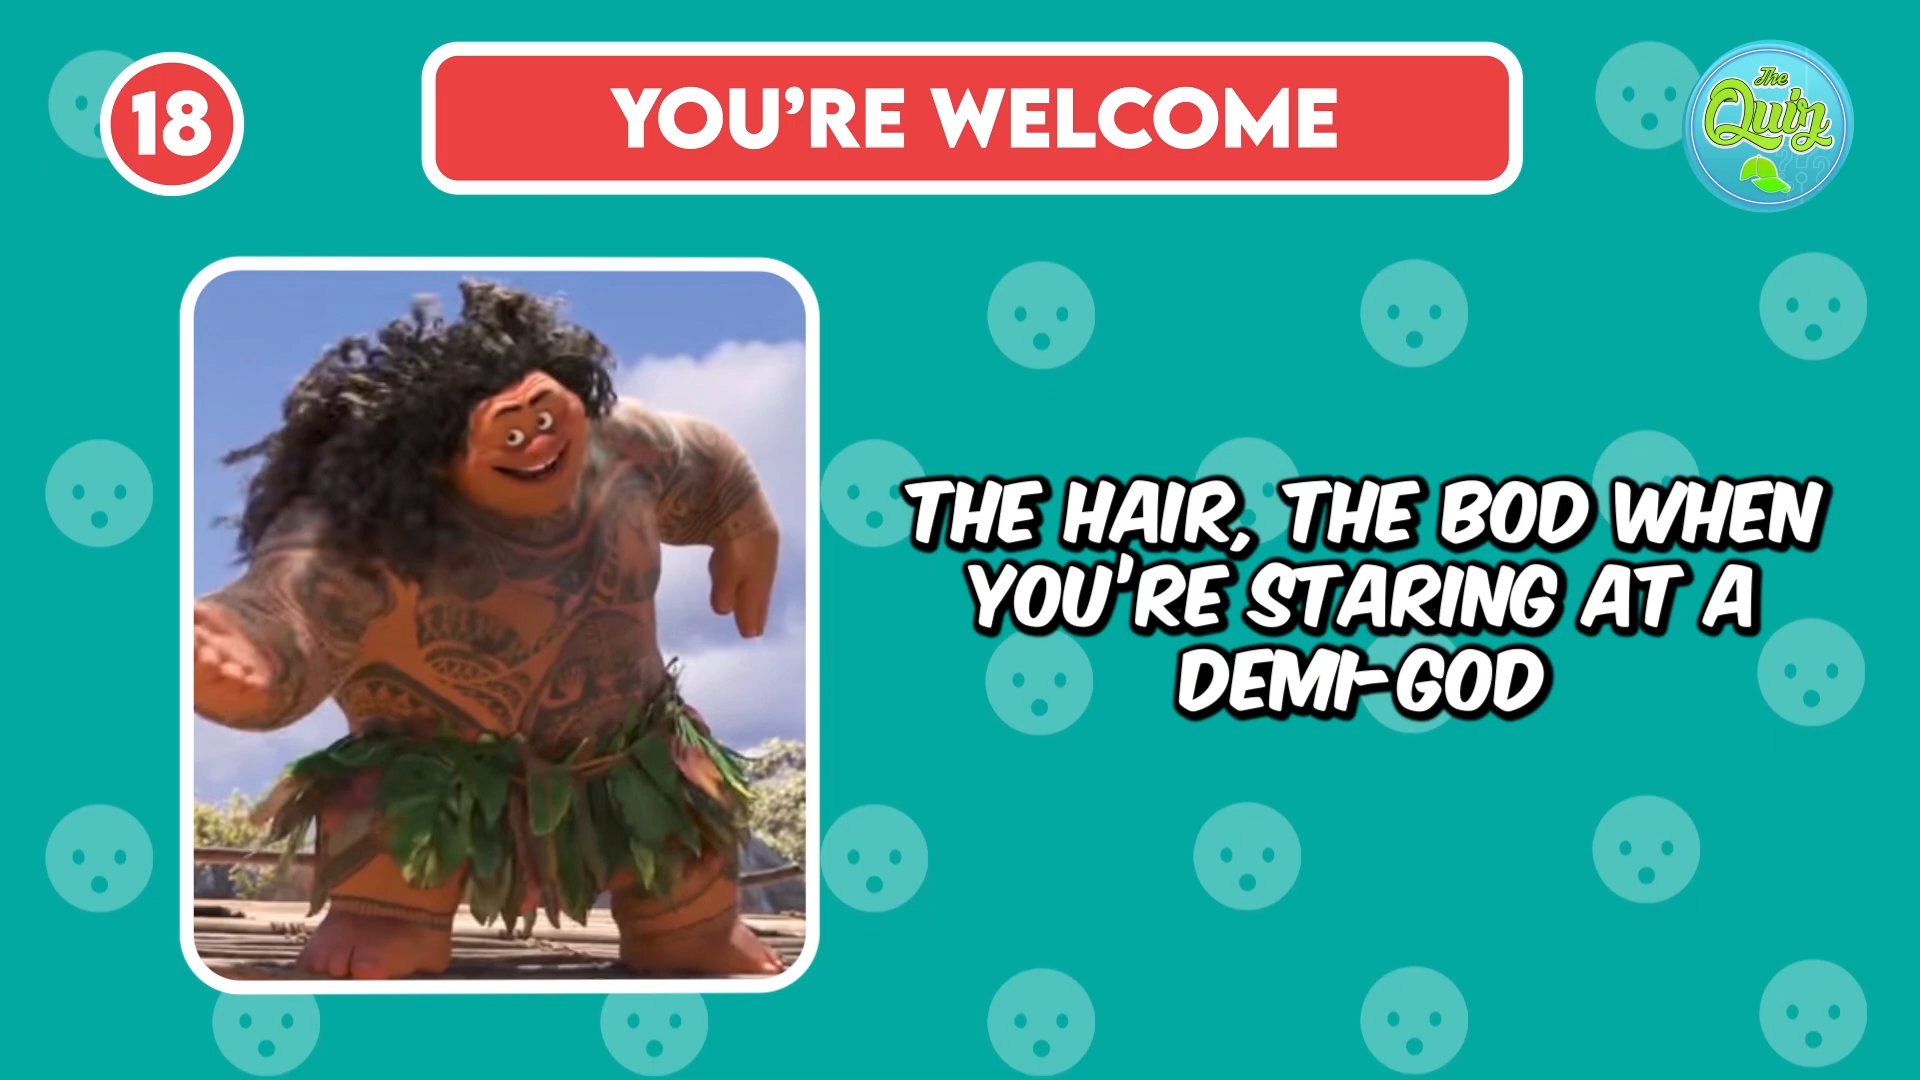 18
YOU'RE WELCOME
The
Quiz
THE HAIR, THE BOD WHEN
YOU'RE STARING AT A
DEMI-GOD